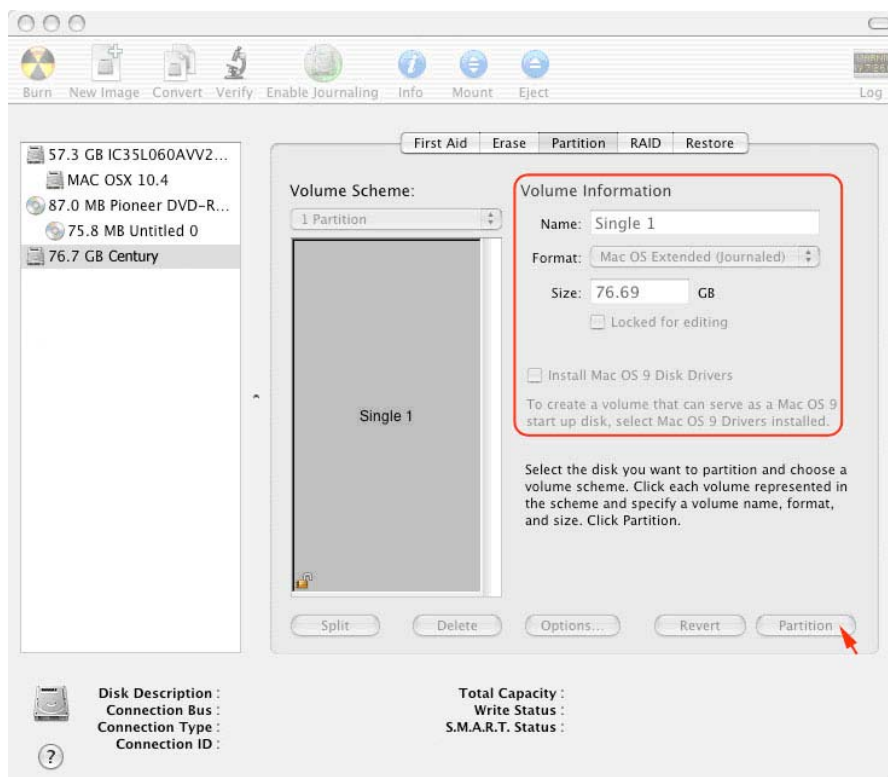 Burn New Image Convert Verify Enable Journaling Info Mount Eject Log
57.3 GB IC35L060AVV2...
MAC OSX 10.4
87.0 MB Pioneer DVD-R...
75.8 MB Untitled 0
76.7 GB Century
First Aid Erase Partition RAID Restore
Volume Scheme:
1 Partition
Single 1
Volume Information
Name: Single 1
Format: Mac OS Extended (Journaled)
Size: 76.69 GB
Locked for editing
Install Mac OS 9 Disk Drivers
To create a volume that can serve as a Mac OS 9
start up disk, select Mac OS 9 Drivers installed.
Select the disk you want to partition and choose a
volume scheme. Click each volume represented in
the scheme and specify a volume name, format,
and size. Click Partition.
Split Delete Options... Revert Partition
Disk Description :
Connection Bus :
Connection Type :
Connection ID :
Total Capacity :
Write Status :
S.M.A.R.T. Status :
?